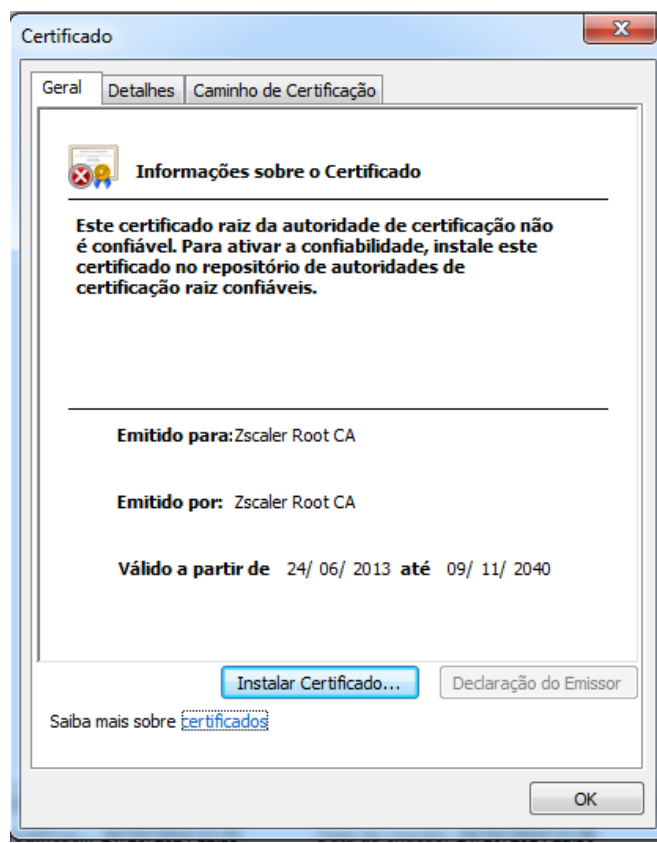 Certificado
Geral
Detalhes
Caminho de Certificação
Informações sobre o Certificado
Este certificado raiz da autoridade de certificação não
é confiável. Para ativar a confiabilidade, instale este
certificado no repositório de autoridades de
certificação raiz confiáveis.
Emitido para: Zscaler Root CA
Emitido por: Zscaler Root CA
Válido a partir de 24/ 06/ 2013 até 09/ 11/ 2040
Instalar Certificado...
Declaração do Emissor
Saiba mais sobre certificados
OK